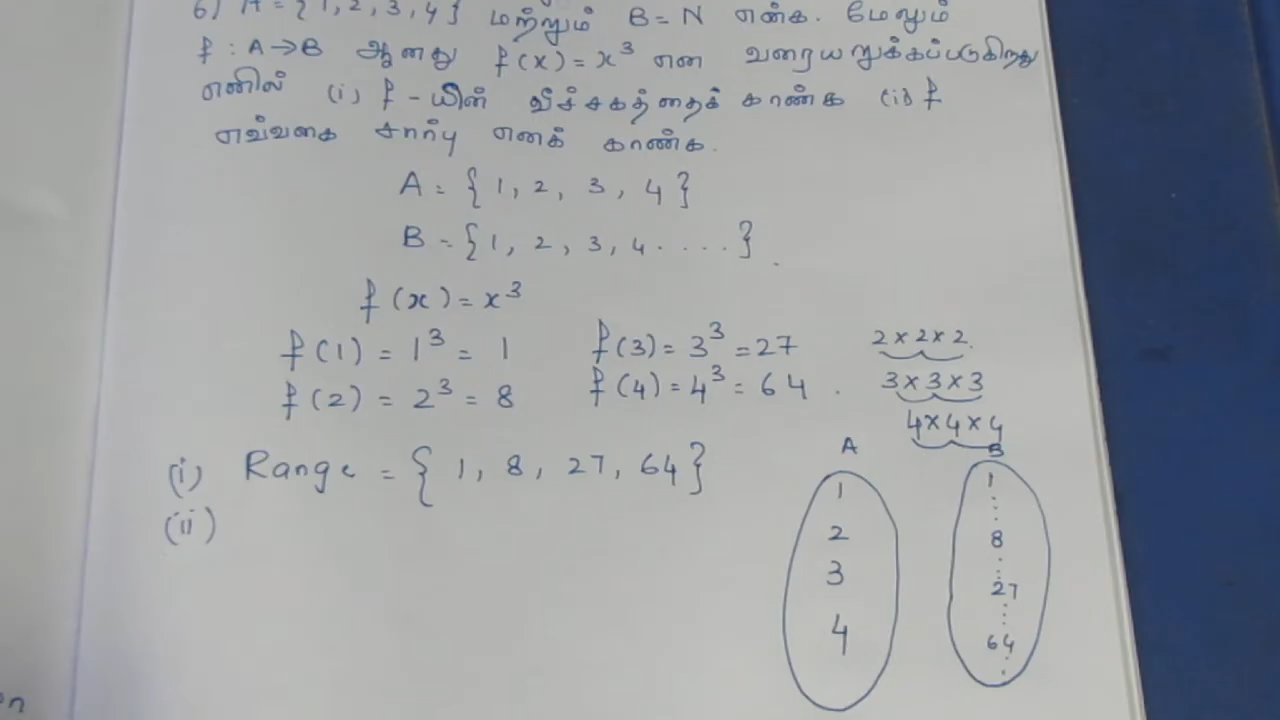 6) A = { 1, 2, 3, 4 } மற்றும் B = N என்க. மேலும்
f : A → B ஆனது f(x) = x³ என வரையறுக்கப்படுகிறது
எனில் (i) f - யின் வீச்சகத்தைக் காண்க (ii) f
எவ்வகை சார்பு எனக் காண்க.
A = { 1, 2, 3, 4 }
B = { 1, 2, 3, 4 . . . . }
f (x) = x³
f (1) = 1³ = 1 f (3) = 3³ = 27 2 × 2 × 2
f (2) = 2³ = 8 f (4) = 4³ = 64 . 3 × 3 × 3
4 × 4 × 4
(i) Range = { 1, 8, 27, 64 }
(ii)
A B
1 1
2 8
3 27
4 64